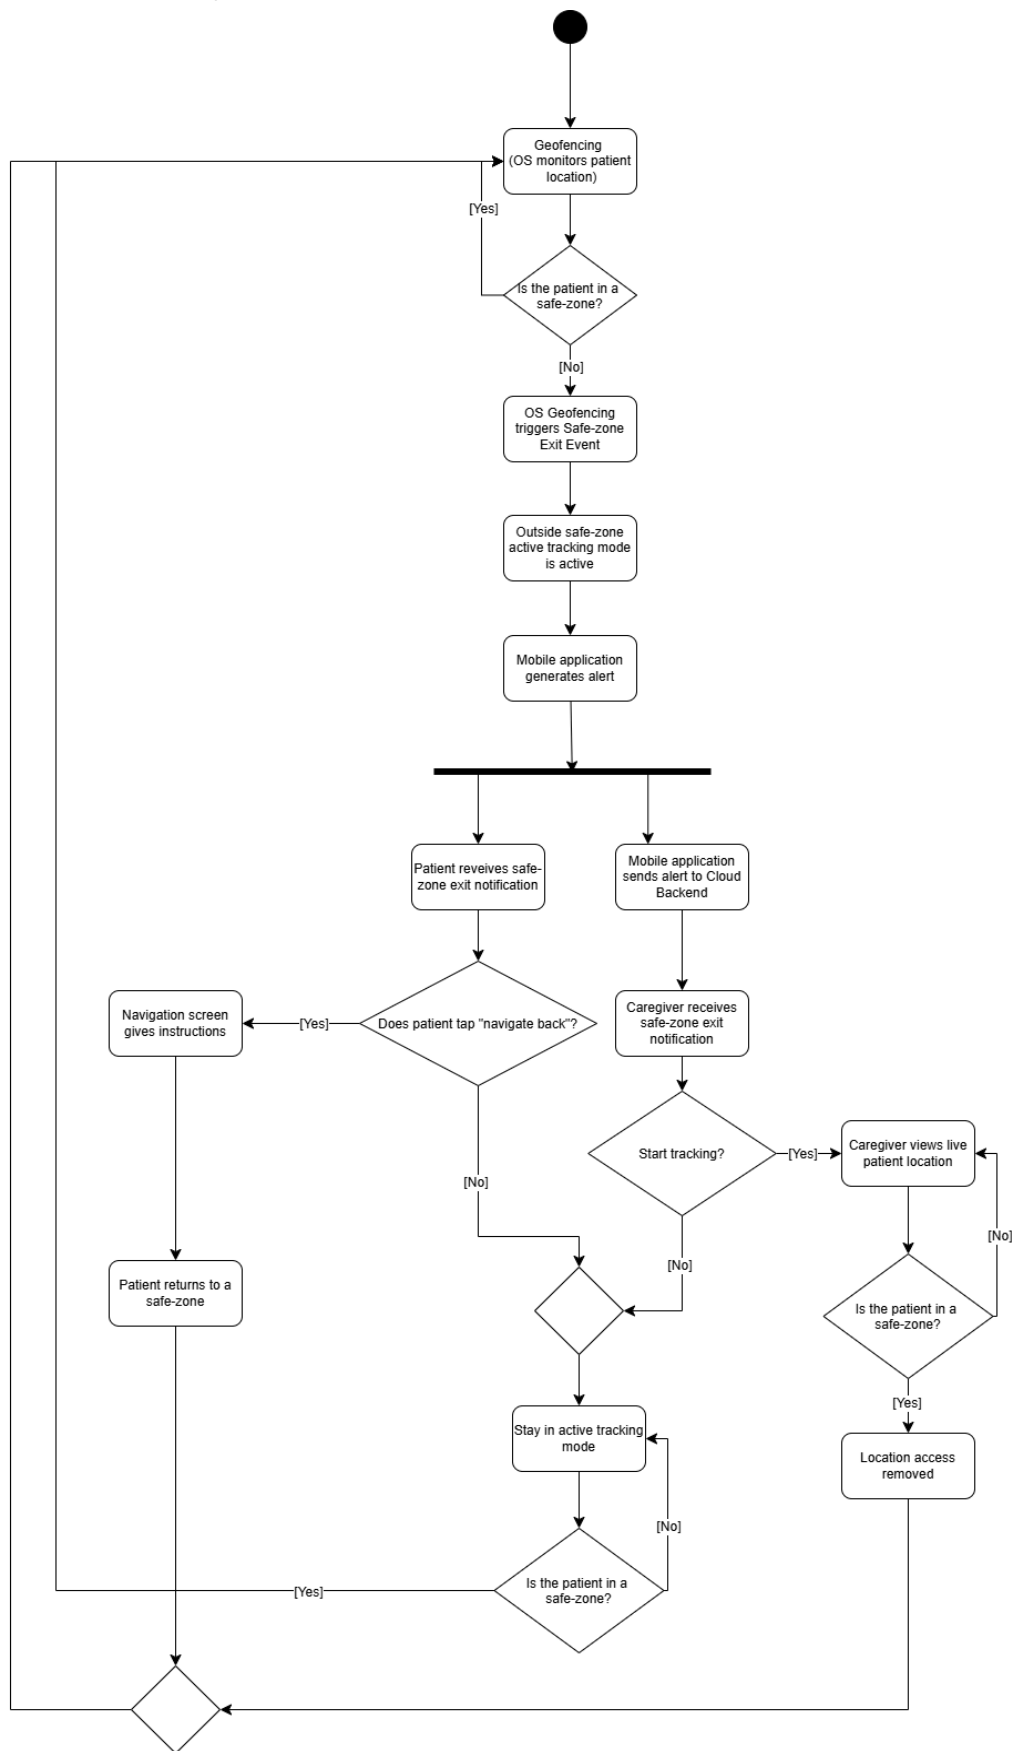 Geofencing
(OS monitors patient
location)
[Yes]
Is the patient in a
safe-zone?
[No]
OS Geofencing
triggers Safe-zone
Exit Event
Outside safe-zone
active tracking mode
is active
Mobile application
generates alert
Patient reveives safe-
zone exit notification
Mobile application
sends alert to Cloud
Backend
Navigation screen
gives instructions
[Yes]
Does patient tap "navigate back"?
Caregiver receives
safe-zone exit
notification
[No]
Start tracking?
[Yes]
Caregiver views live
patient location
[No]
[No]
Patient returns to a
safe-zone
Is the patient in a
safe-zone?
[Yes]
Stay in active tracking
mode
Location access
removed
[No]
[Yes]
Is the patient in a
safe-zone?